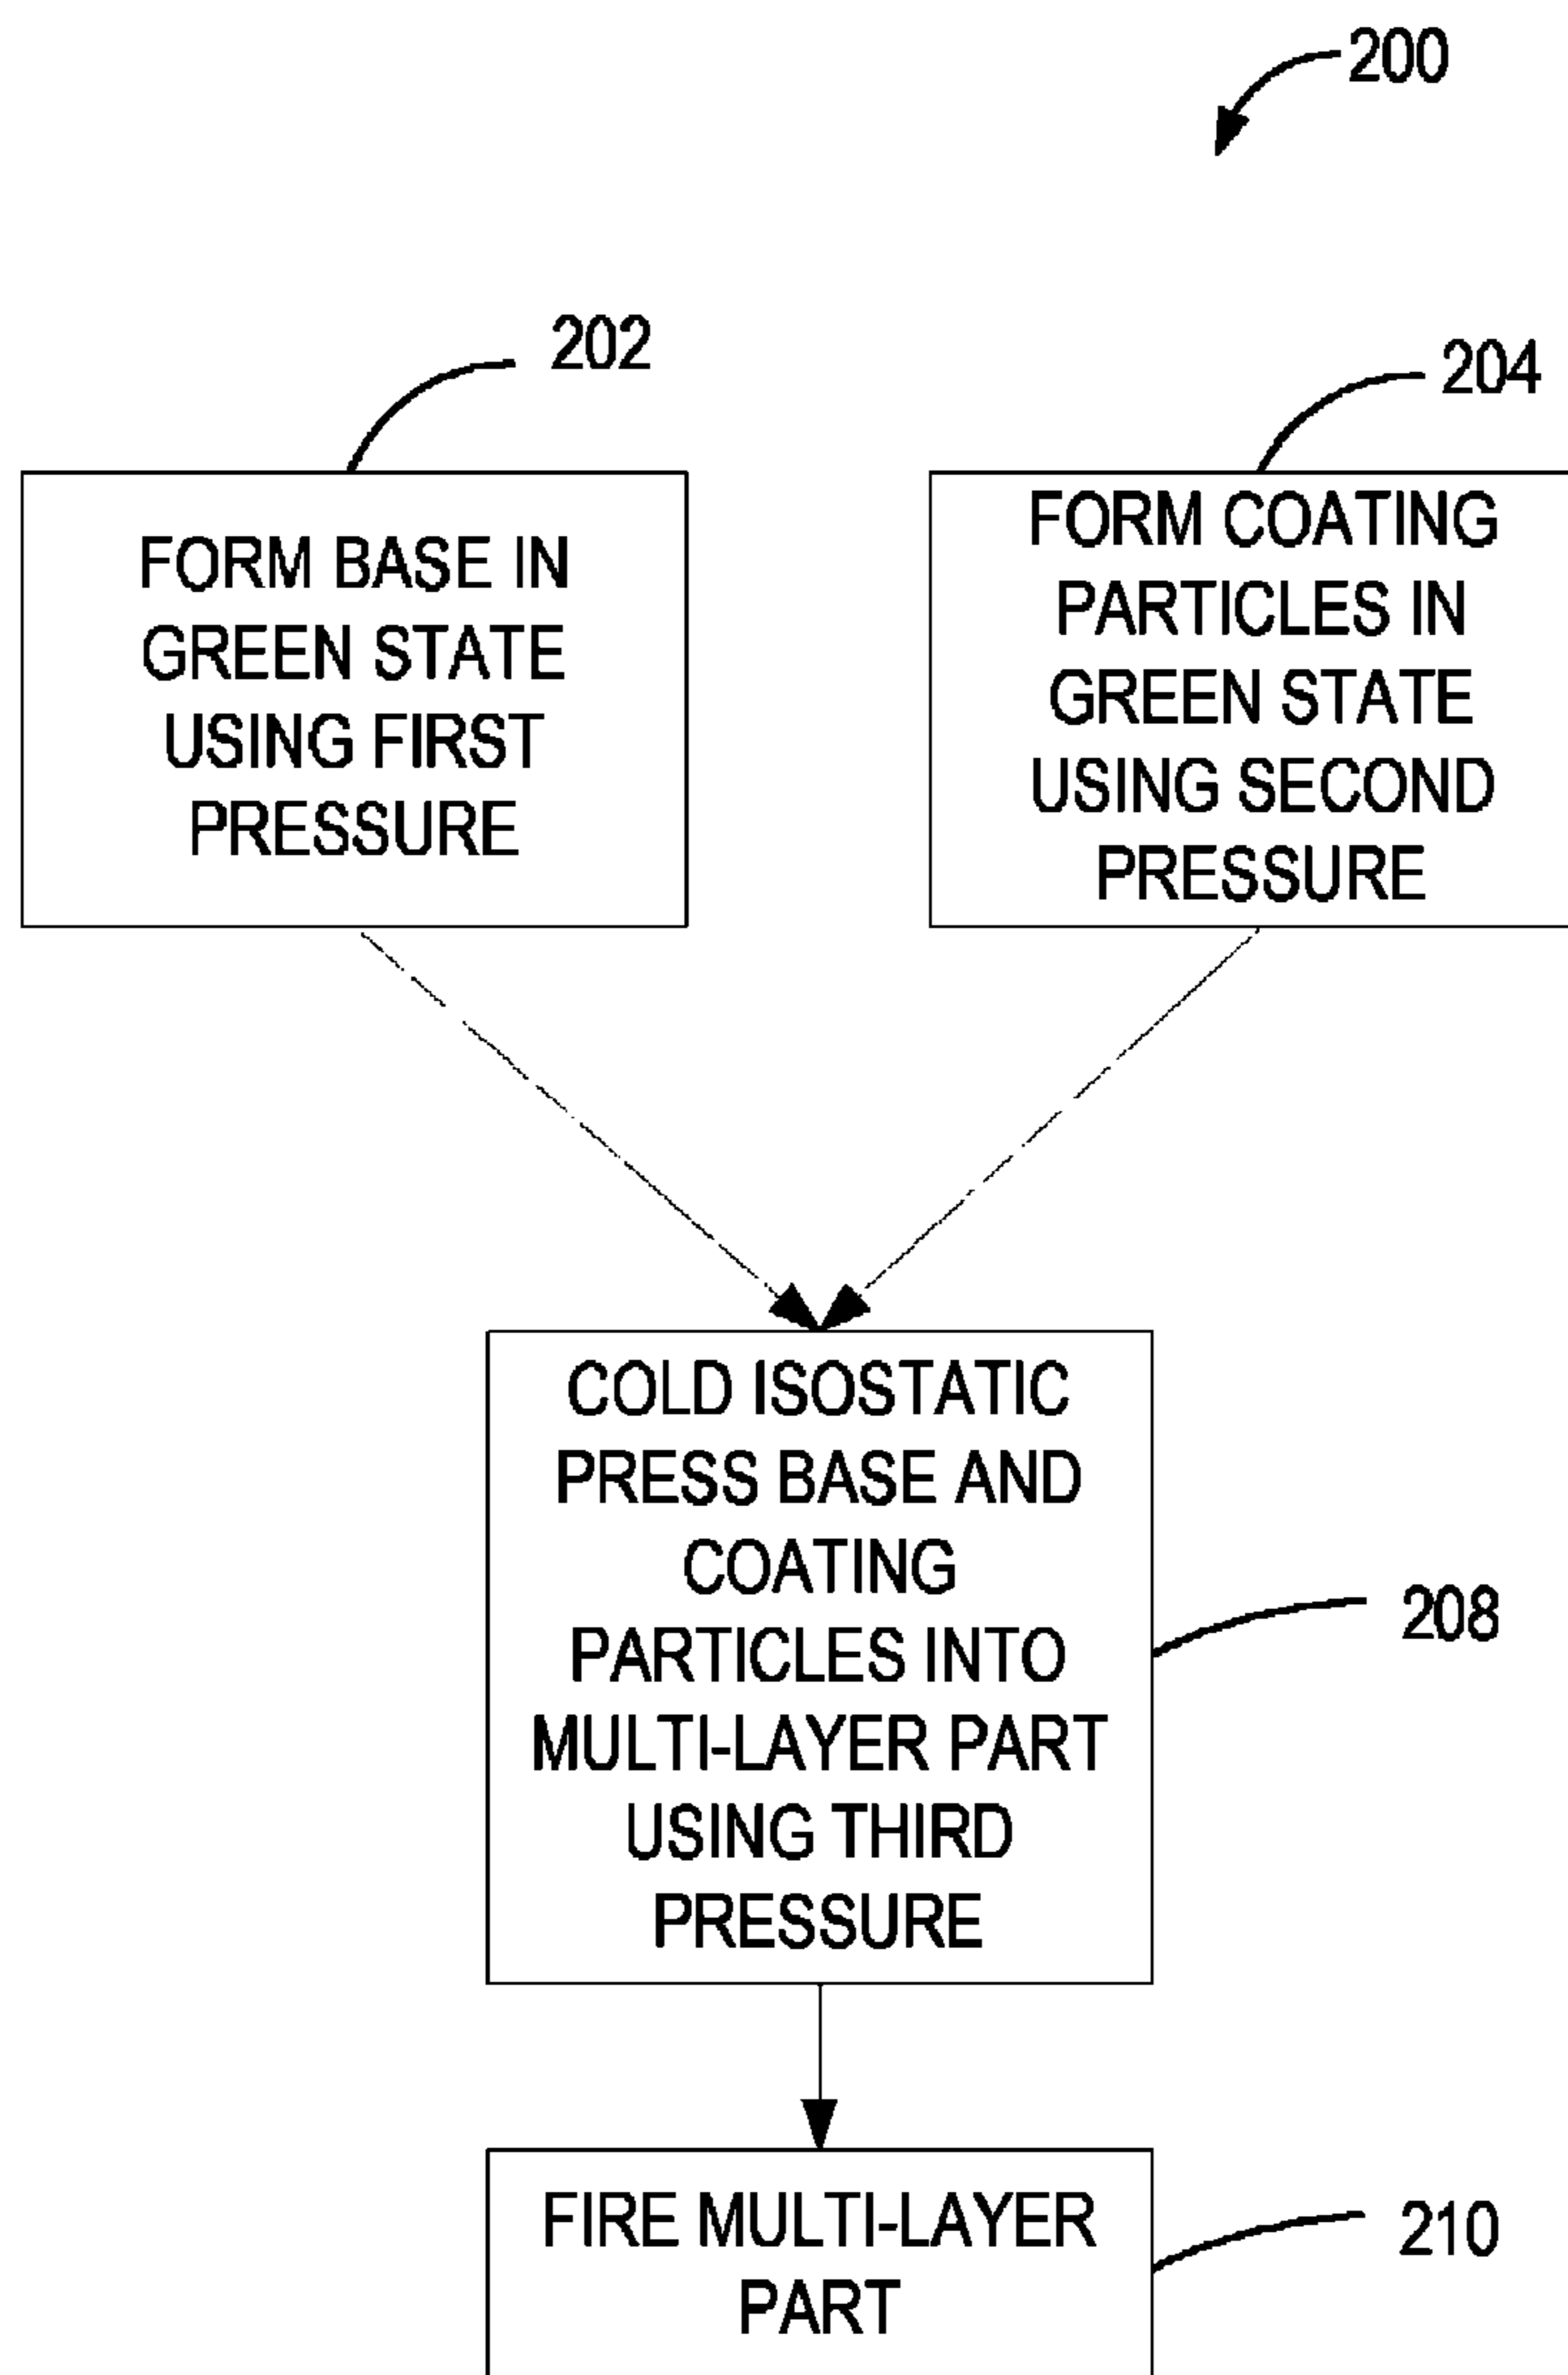 200
202
204
FORM BASE IN
GREEN STATE
USING FIRST
PRESSURE
FORM COATING
PARTICLES IN
GREEN STATE
USING SECOND
PRESSURE
COLD ISOSTATIC
PRESS BASE AND
COATING
PARTICLES INTO
MULTI-LAYER PART
USING THIRD
PRESSURE
208
FIRE MULTI-LAYER
PART
210